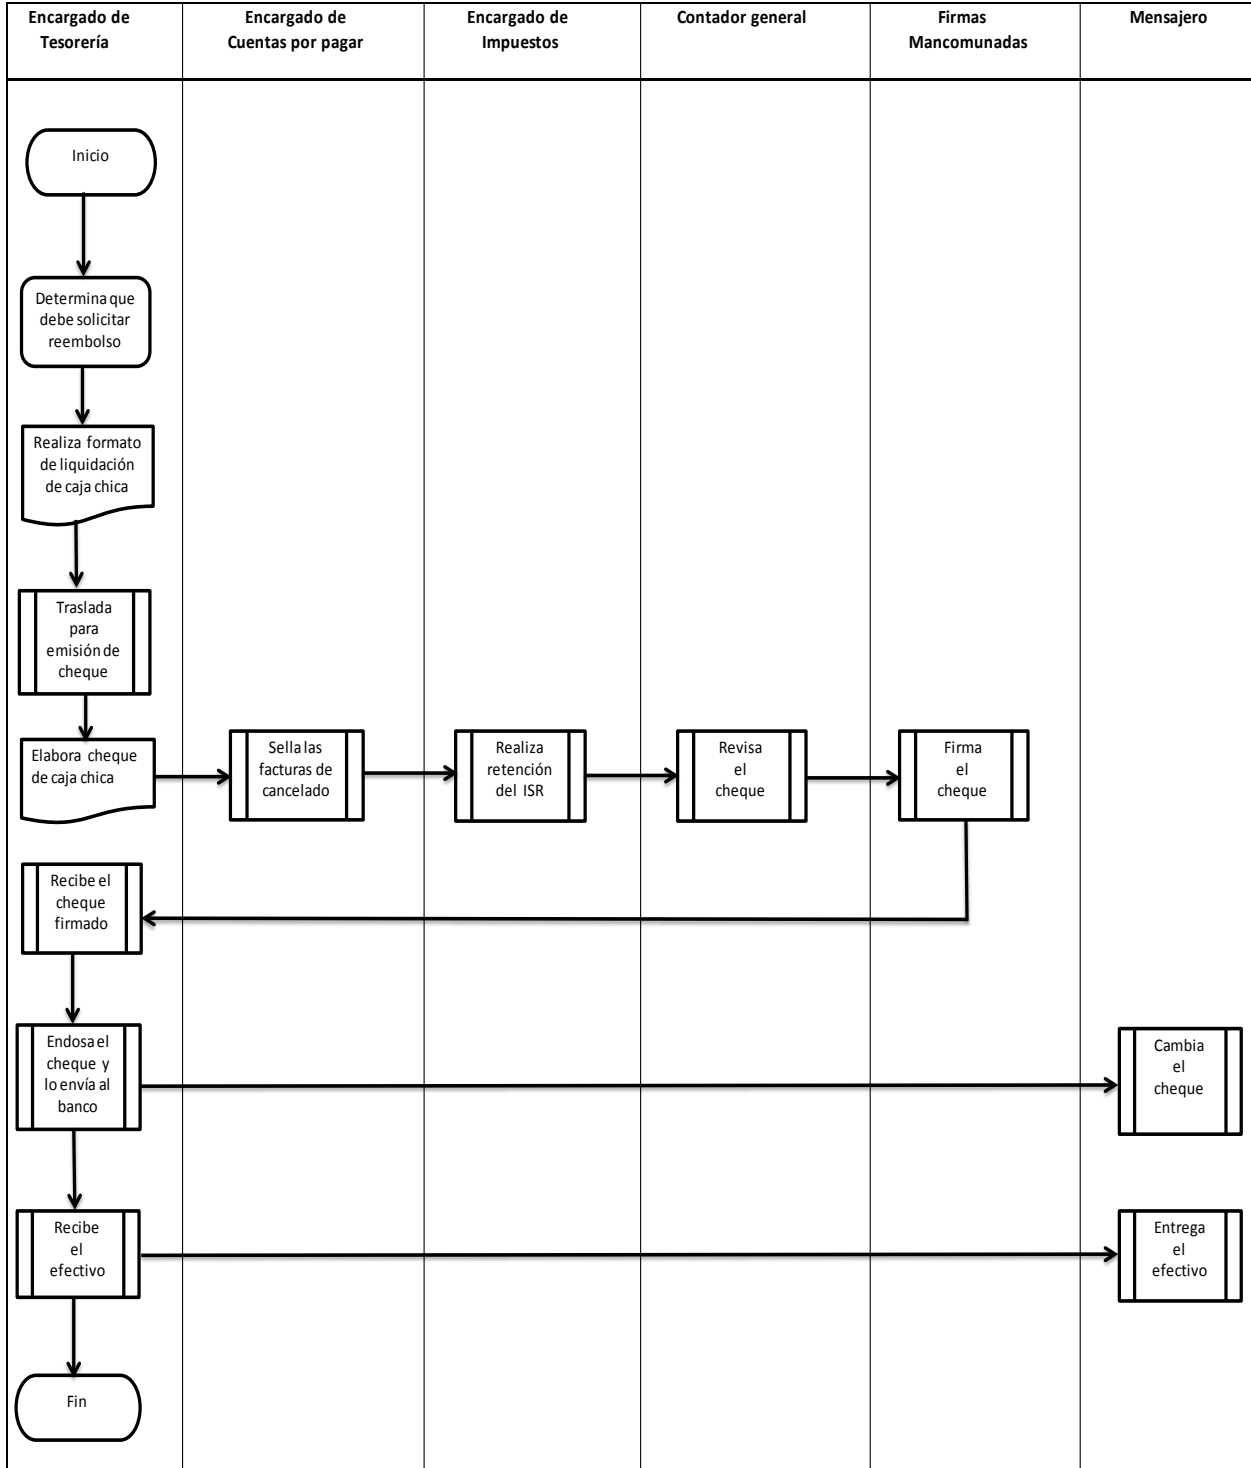 Encargado de
Tesorería
Encargado de
Cuentas por pagar
Encargado de
Impuestos
Contador general
Firmas
Mancomunadas
Mensajero
Inicio
Determina que
debe solicitar
reembolso
Realiza formato
de liquidación
de caja chica
Traslada
para
emisión de
cheque
Elabora cheque
de caja chica
Sella las
facturas de
cancelado
Realiza
retención
del ISR
Revisa
el
cheque
Firma
el
cheque
Recibe el
cheque
firmado
Endosa el
cheque y
lo envía al
banco
Cambia
el
cheque
Recibe
el
efectivo
Entrega
el
efectivo
Fin